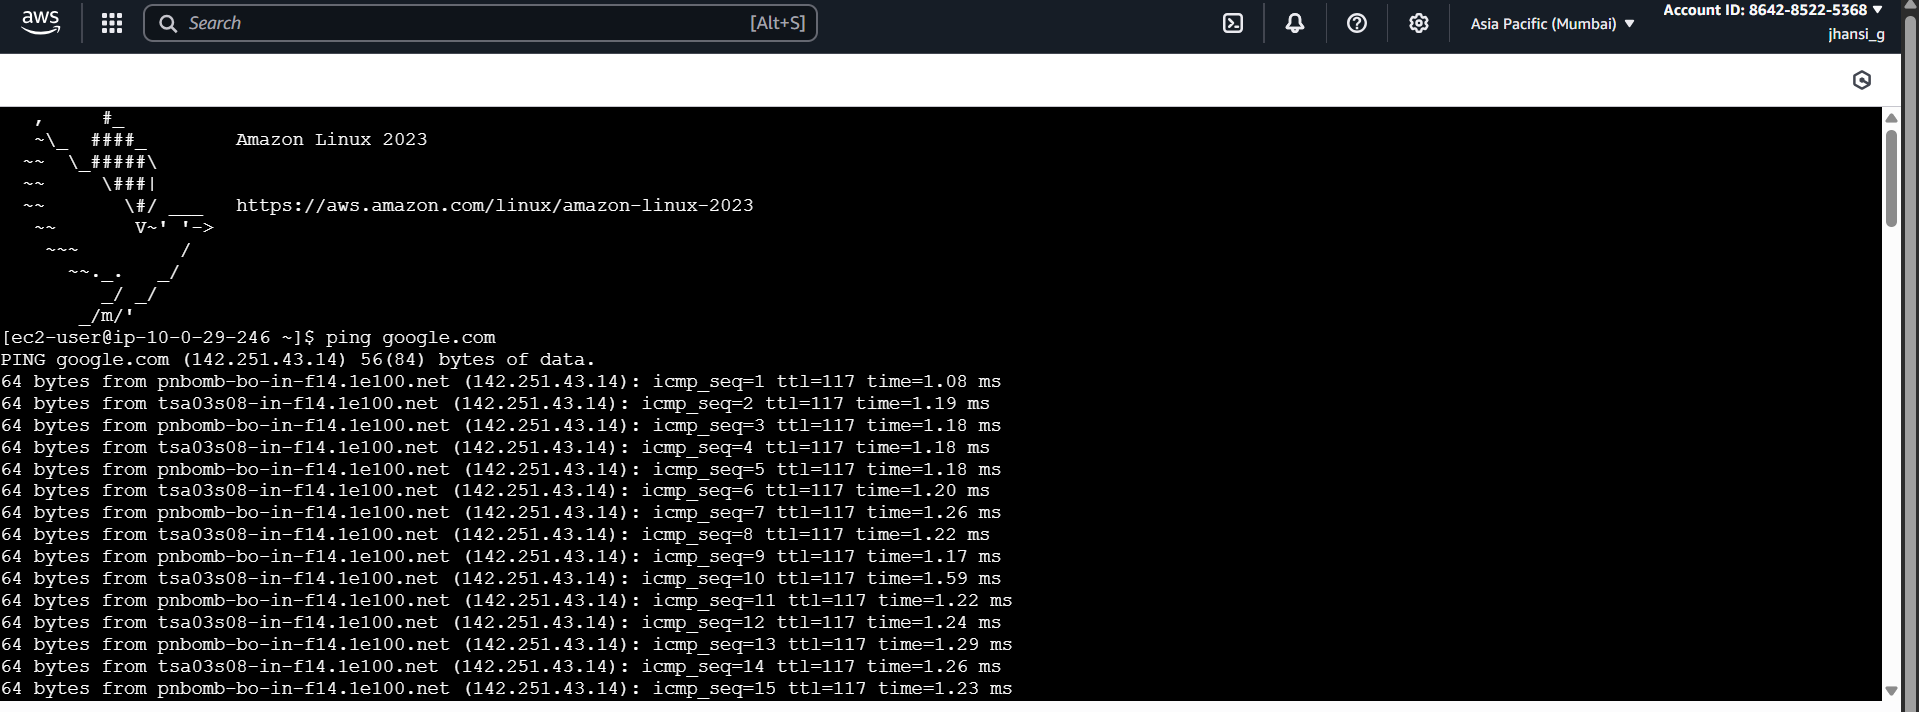 aws
Search [Alt+S]
Asia Pacific (Mumbai) ▼
Account ID: 8642-8522-5368 ▼
jhansi_g
   ,     #_
   ~\_  ####_        Amazon Linux 2023
  ~~  \_#####\
  ~~     \###|
  ~~       \#/ ___   https://aws.amazon.com/linux/amazon-linux-2023
   ~~       V~' '->
    ~~~         /
      ~~._.   _/
         _/ _/
       _/m/'
[ec2-user@ip-10-0-29-246 ~]$ ping google.com
PING google.com (142.251.43.14) 56(84) bytes of data.
64 bytes from pnbomb-bo-in-f14.1e100.net (142.251.43.14): icmp_seq=1 ttl=117 time=1.08 ms
64 bytes from tsa03s08-in-f14.1e100.net (142.251.43.14): icmp_seq=2 ttl=117 time=1.19 ms
64 bytes from pnbomb-bo-in-f14.1e100.net (142.251.43.14): icmp_seq=3 ttl=117 time=1.18 ms
64 bytes from tsa03s08-in-f14.1e100.net (142.251.43.14): icmp_seq=4 ttl=117 time=1.18 ms
64 bytes from pnbomb-bo-in-f14.1e100.net (142.251.43.14): icmp_seq=5 ttl=117 time=1.18 ms
64 bytes from tsa03s08-in-f14.1e100.net (142.251.43.14): icmp_seq=6 ttl=117 time=1.20 ms
64 bytes from pnbomb-bo-in-f14.1e100.net (142.251.43.14): icmp_seq=7 ttl=117 time=1.26 ms
64 bytes from tsa03s08-in-f14.1e100.net (142.251.43.14): icmp_seq=8 ttl=117 time=1.22 ms
64 bytes from pnbomb-bo-in-f14.1e100.net (142.251.43.14): icmp_seq=9 ttl=117 time=1.17 ms
64 bytes from tsa03s08-in-f14.1e100.net (142.251.43.14): icmp_seq=10 ttl=117 time=1.59 ms
64 bytes from pnbomb-bo-in-f14.1e100.net (142.251.43.14): icmp_seq=11 ttl=117 time=1.22 ms
64 bytes from tsa03s08-in-f14.1e100.net (142.251.43.14): icmp_seq=12 ttl=117 time=1.24 ms
64 bytes from pnbomb-bo-in-f14.1e100.net (142.251.43.14): icmp_seq=13 ttl=117 time=1.29 ms
64 bytes from tsa03s08-in-f14.1e100.net (142.251.43.14): icmp_seq=14 ttl=117 time=1.26 ms
64 bytes from pnbomb-bo-in-f14.1e100.net (142.251.43.14): icmp_seq=15 ttl=117 time=1.23 ms